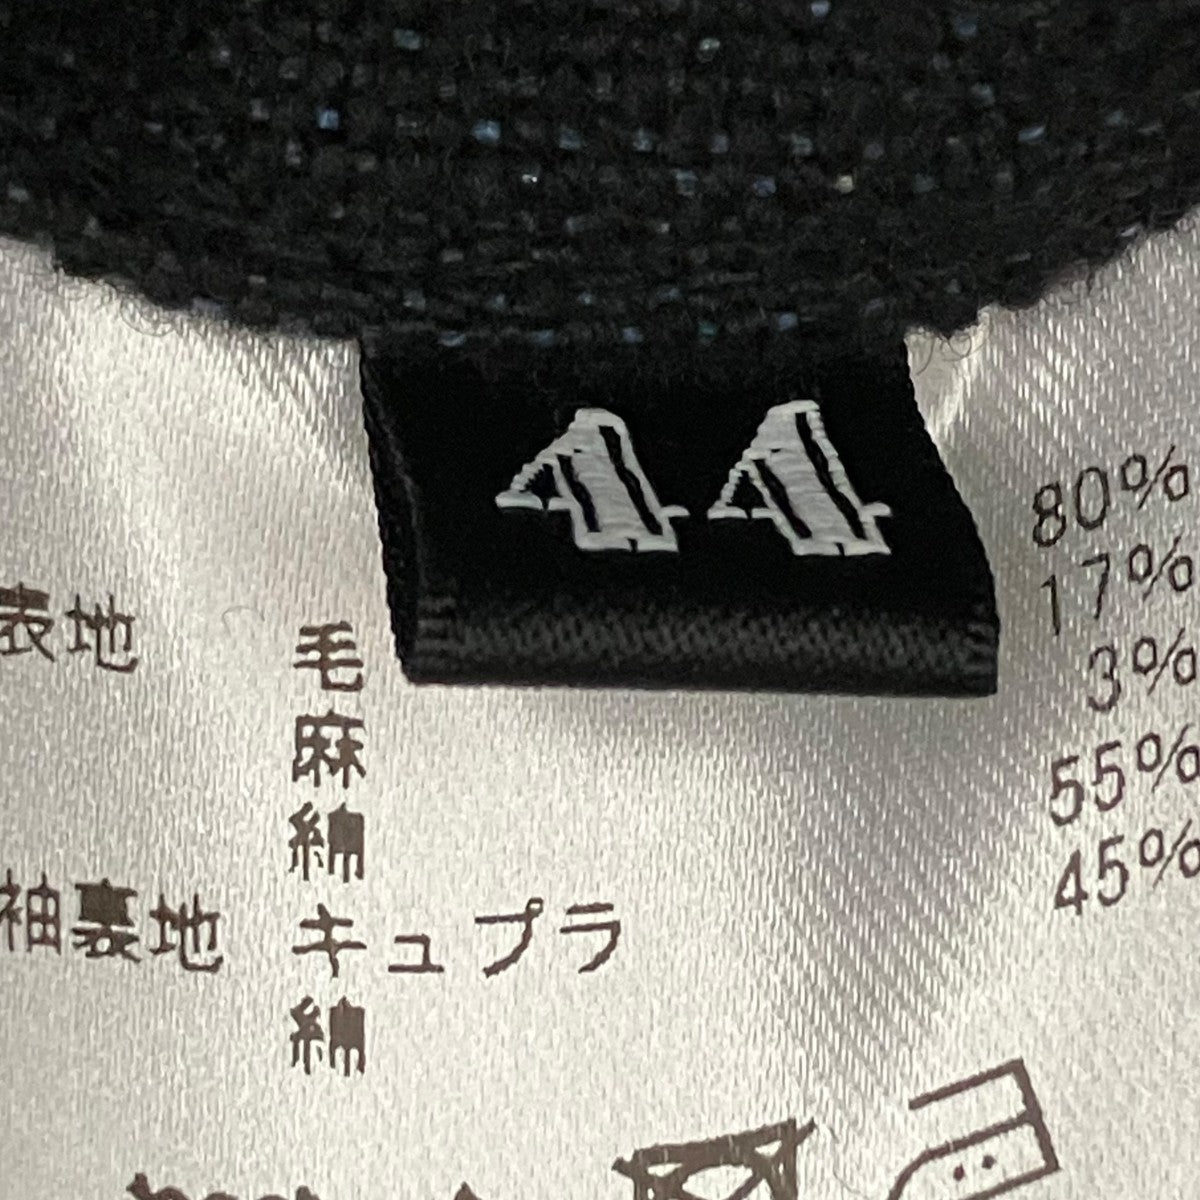 44
表地 毛 80%
麻 17%
綿 3%
袖裏地 キュプラ 55%
綿 45%